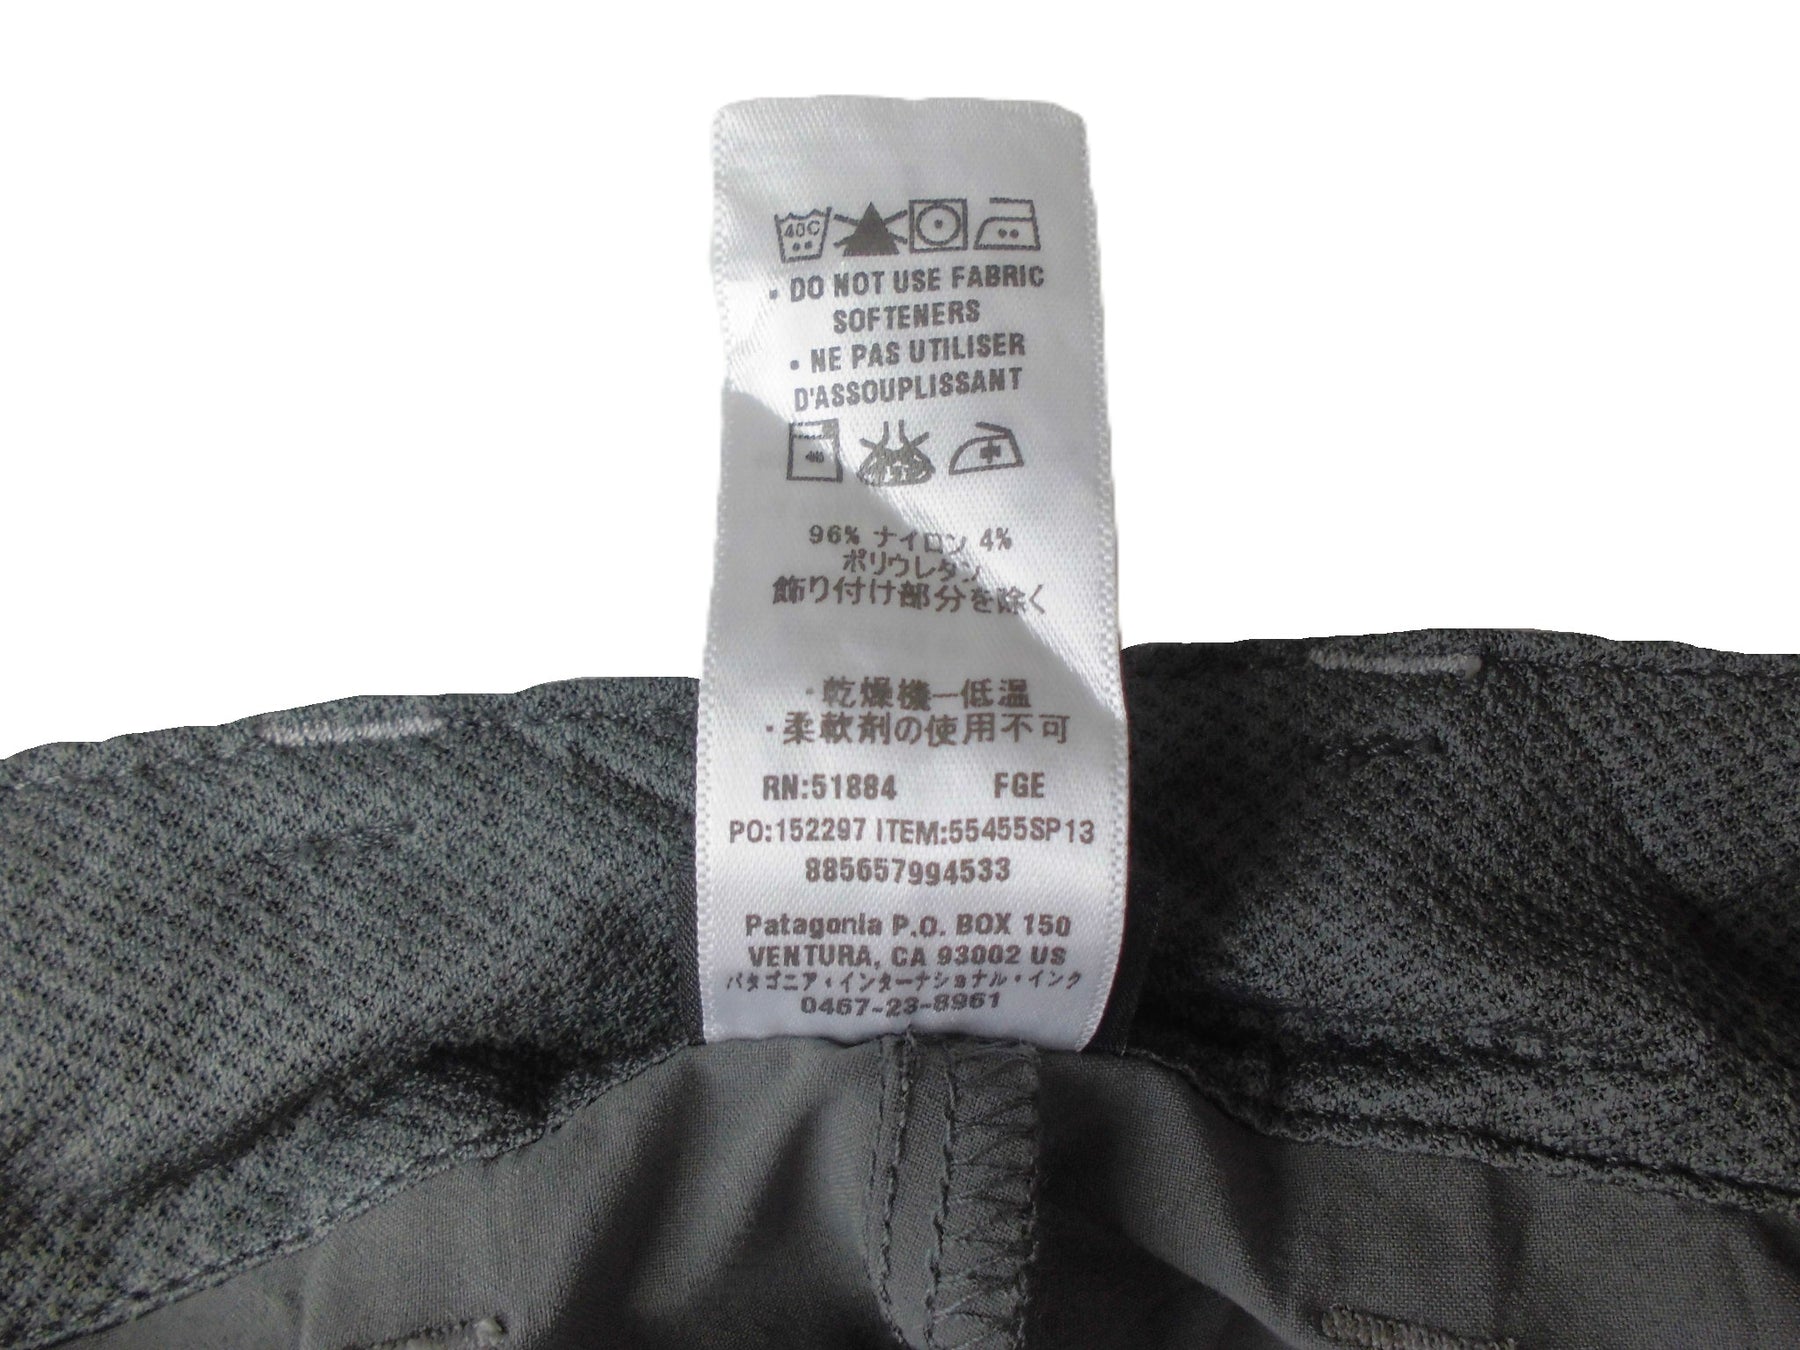 40C
• DO NOT USE FABRIC
SOFTENERS
• NE PAS UTILISER
D'ASSOUPLISSANT
40
96% ナイロン 4%
ポリウレタン
飾り付け部分を除く
・乾燥機一低温
・柔軟剤の使用不可
RN:51884 FGE
PO:152297 ITEM:55455SP13
885657994533
Patagonia P.O. BOX 150
VENTURA, CA 93002 US
パタゴニア・インターナショナル・インク
0467-23-8961